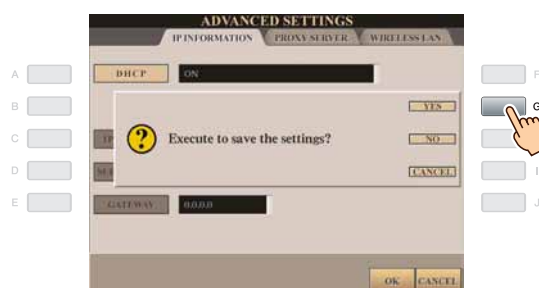 ADVANCED SETTINGS
IP INFORMATION PROXY SERVER WIRELESS LAN
A F
DHCP ON
B YES G
Execute to save the settings?
C NO
D CANCEL I
E GATEWAY 0.0.0.0 J
OK CANCEL